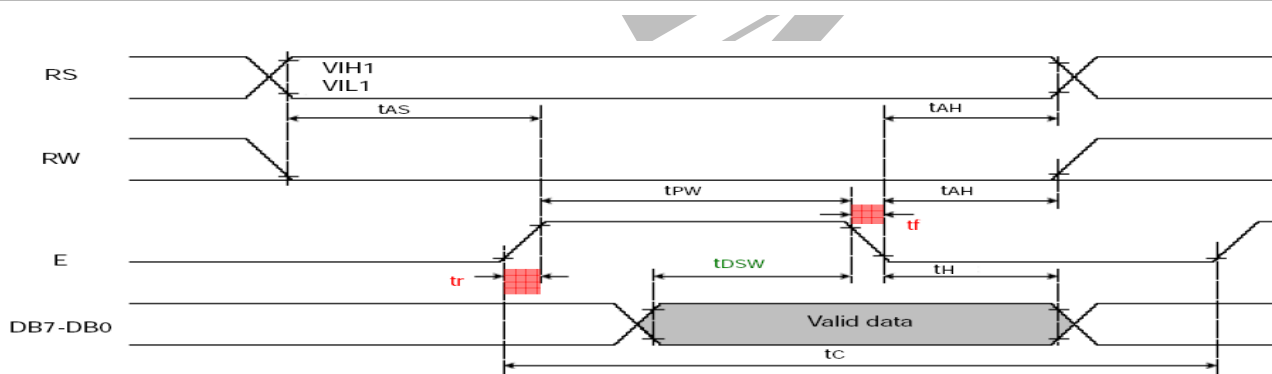 RS
VIH1
VIL1
tAS
tAH
RW
tPW
tAH
tf
E
tr
tDSW
tH
DB7-DB0
Valid data
tC